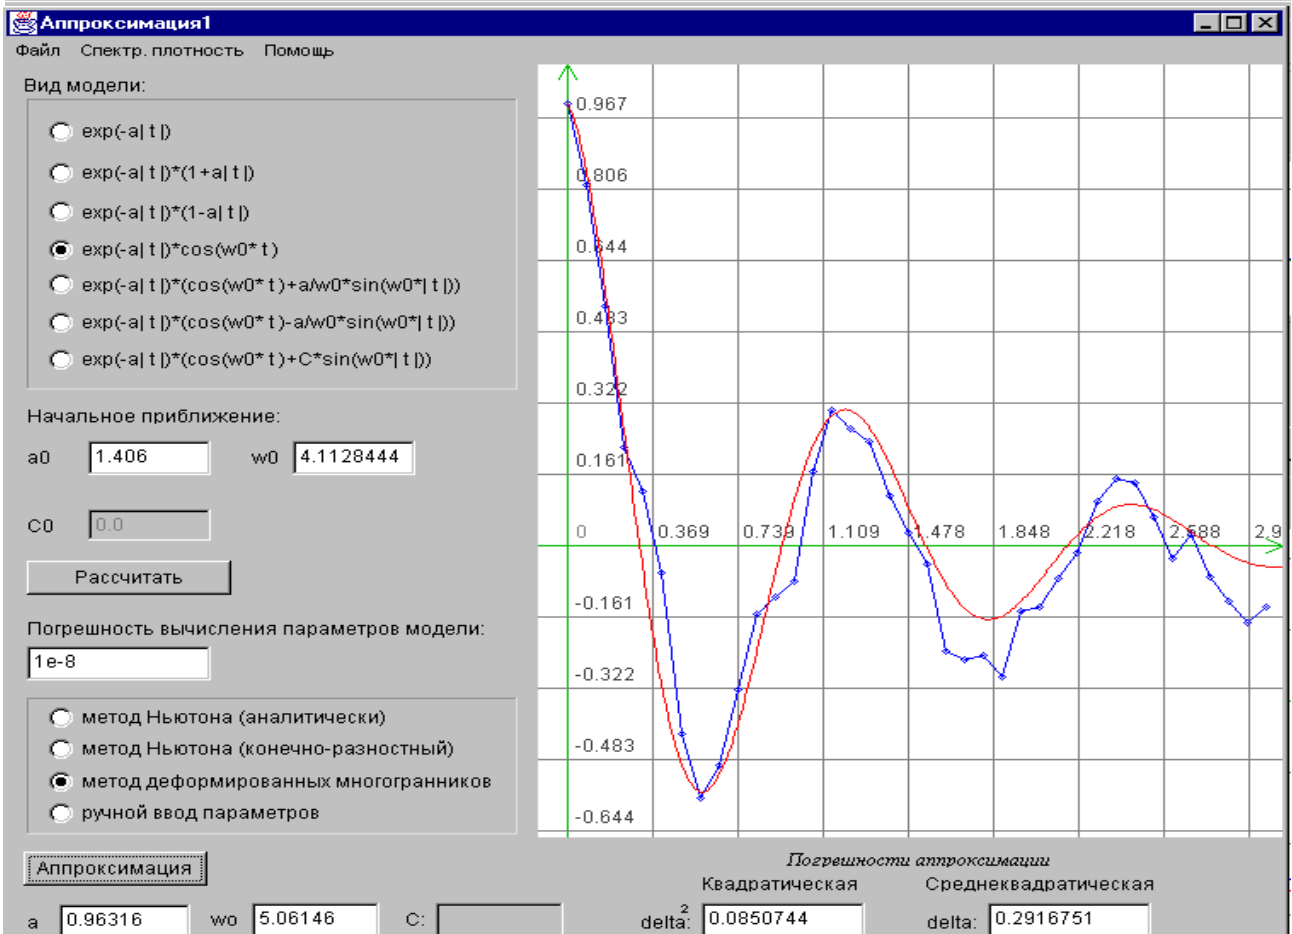 Аппроксимация1
Файл Спектр. плотность Помощь
Вид модели:
exp(-a| t |)
exp(-a| t |)*(1+a| t |)
exp(-a| t |)*(1-a| t |)
exp(-a| t |)*cos(w0* t)
exp(-a| t |)*(cos(w0* t)+a/w0*sin(w0*| t |))
exp(-a| t |)*(cos(w0* t)-a/w0*sin(w0*| t |))
exp(-a| t |)*(cos(w0* t)+C*sin(w0*| t |))
Начальное приближение:
a0 1.406 w0 4.1128444
C0 0.0
Рассчитать
Погрешность вычисления параметров модели:
1e-8
метод Ньютона (аналитически)
метод Ньютона (конечно-разностный)
метод деформированных многогранников
ручной ввод параметров
Аппроксимация
a 0.96316 wo 5.06146 C:
0.967
0.806
0.644
0.483
0.322
0.161
0 0.369 0.739 1.109 1.478 1.848 2.218 2.588 2.9
-0.161
-0.322
-0.483
-0.644
Погрешности аппроксимации
Квадратическая Среднеквадратическая
delta: 2 0.0850744 delta: 0.2916751